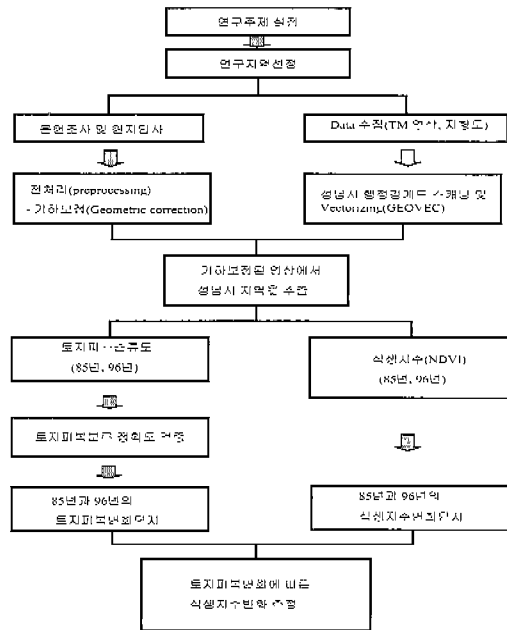 연구주제 설정
연구지역선정
문헌조사 및 현지답사
Data 수집(TM 영상, 지형도)
전처리(preprocessing)
- 기하보정(Geometric correction)
성남시 행정경계도 스캐닝 및
Vectorizing(GEOVEC)
기하보정된 영상에서
성남시 지역을 추출
토지피복분류도
(85년, 96년)
식생지수(NDVI)
(85년, 96년)
토지피복분류 정확도 검증
85년과 96년의
토지피복변화탐지
85년과 96년의
식생지수변화탐지
토지피복변화에 따른
식생지수변화 측정